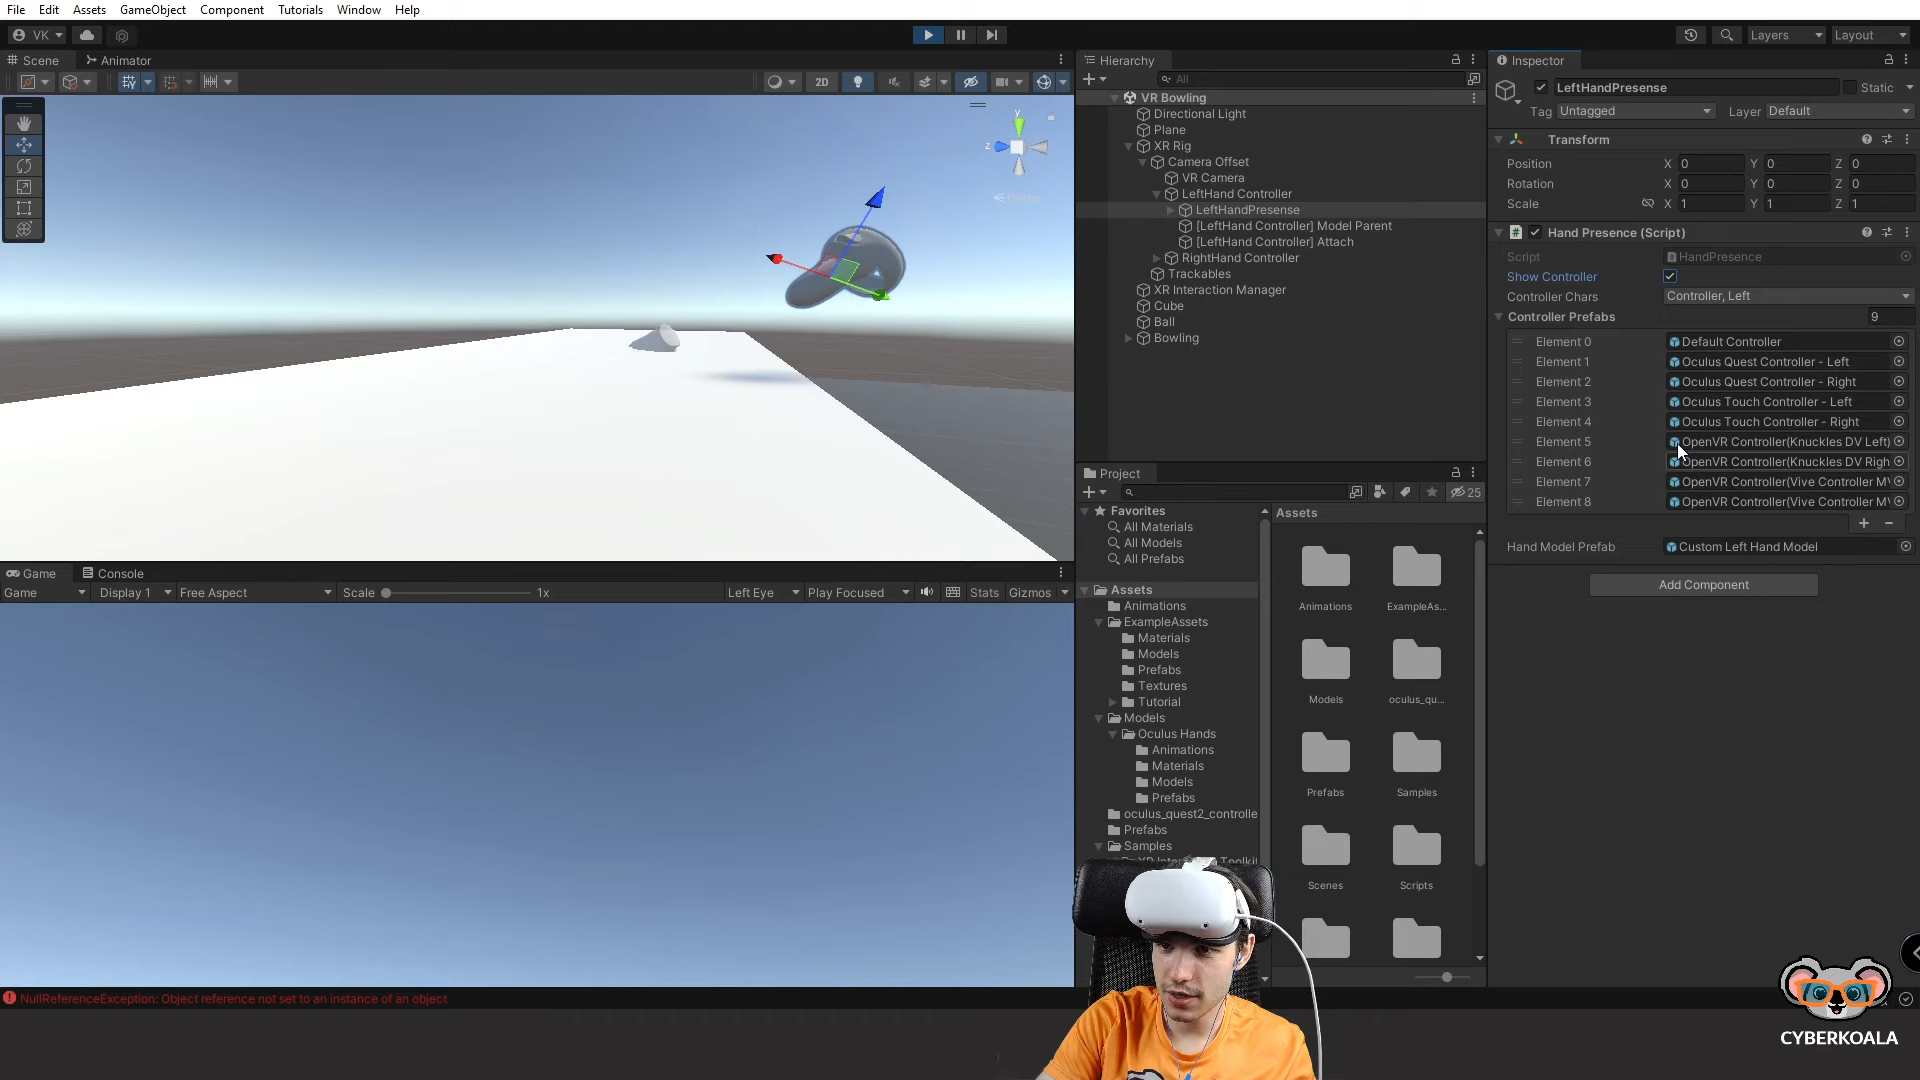 File Edit Assets GameObject Component Tutorials Window Help
VK Layers Layout
Scene Animator
2D
y
z
Persp
Game Console
Game Display 1 Free Aspect Scale 1x Left Eye Play Focused Stats Gizmos
NullReferenceException: Object reference not set to an instance of an object
Hierarchy
All
VR Bowling
Directional Light
Plane
XR Rig
Camera Offset
VR Camera
LeftHand Controller
LeftHandPresense
[LeftHand Controller] Model Parent
[LeftHand Controller] Attach
RightHand Controller
Trackables
XR Interaction Manager
Cube
Ball
Bowling
Project
25
Favorites
All Materials
All Models
All Prefabs
Assets
Animations
ExampleAssets
Materials
Models
Prefabs
Textures
Tutorial
Models
Oculus Hands
Animations
Materials
Models
Prefabs
oculus_quest2_controlle
Prefabs
Samples
Assets
Animations ExampleAs...
Models oculus_qu...
Prefabs Samples
Scenes Scripts
Inspector
LeftHandPresense Static
Tag Untagged Layer Default
Transform
Position X 0 Y 0 Z 0
Rotation X 0 Y 0 Z 0
Scale X 1 Y 1 Z 1
Hand Presence (Script)
Script HandPresence
Show Controller
Controller Chars Controller, Left
Controller Prefabs 9
Element 0 Default Controller
Element 1 Oculus Quest Controller - Left
Element 2 Oculus Quest Controller - Right
Element 3 Oculus Touch Controller - Left
Element 4 Oculus Touch Controller - Right
Element 5 OpenVR Controller(Knuckles DV Left)
Element 6 OpenVR Controller(Knuckles DV Righ
Element 7 OpenVR Controller(Vive Controller MV
Element 8 OpenVR Controller(Vive Controller MV
Hand Model Prefab Custom Left Hand Model
Add Component
CYBERKOALA